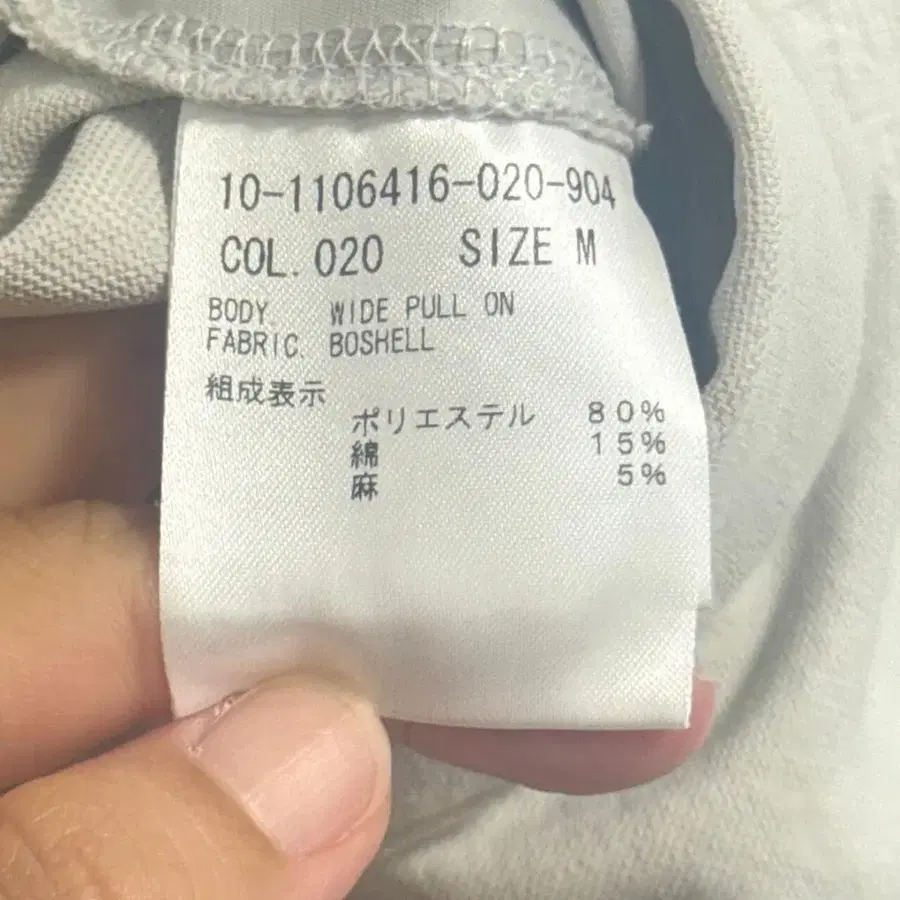 10-1106416-020-904
COL. 020 SIZE M
BODY WIDE PULL ON
FABRIC. BOSHELL
組成表示
ポリエステル 80%
綿 15%
麻 5%